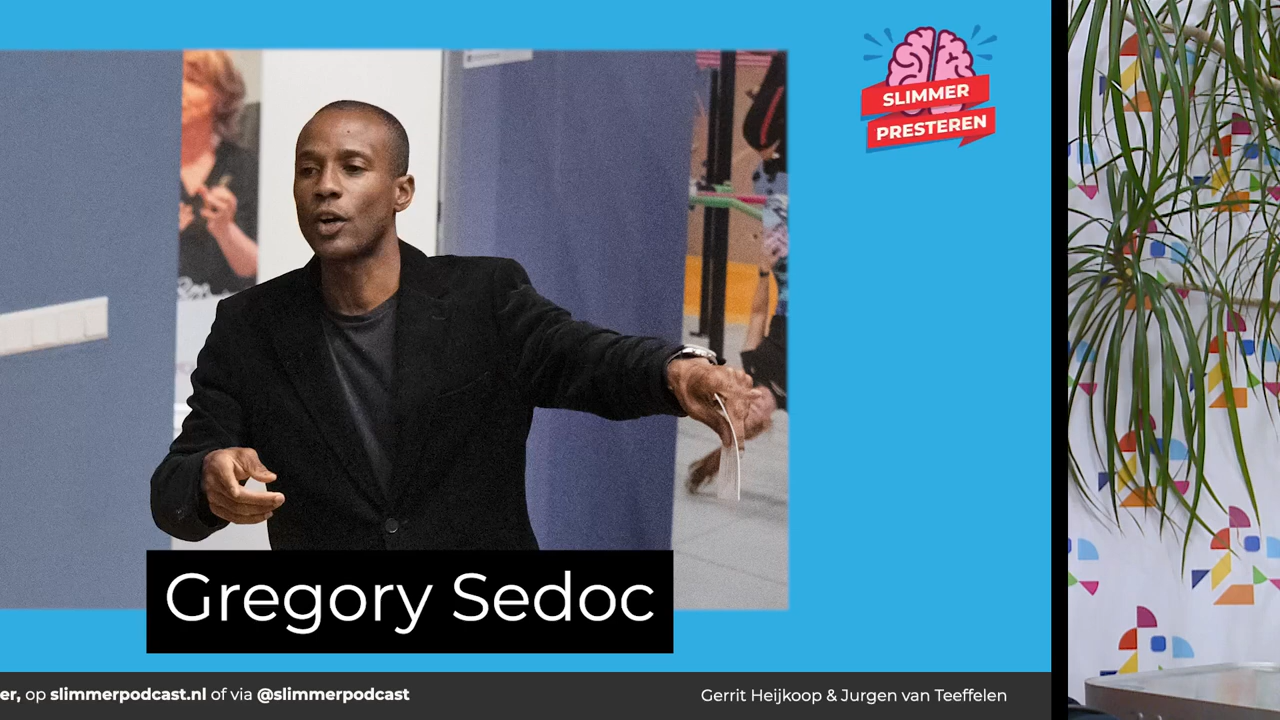 SLIMMER
PRESTEREN
Gregory Sedoc
er, op slimmerpodcast.nl of via @slimmerpodcast
Gerrit Heijkoop & Jurgen van Teeffelen